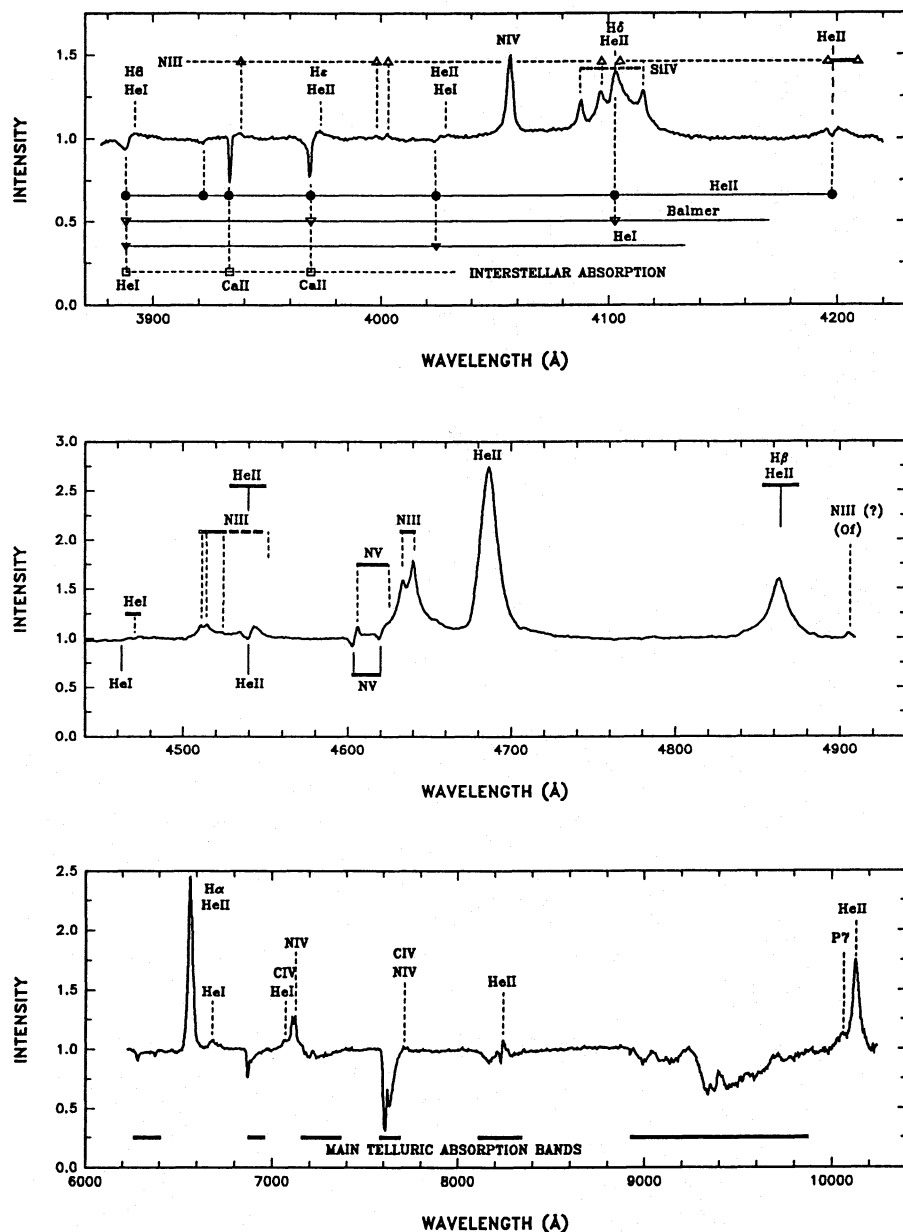 Hδ
NIV HeII HeII
NIII
H8 Hε HeII SiIV
HeI HeII HeI
INTENSITY
1.5
1.0
0.5
0.0
HeII
Balmer
HeI
INTERSTELLAR ABSORPTION
HeI CaII CaII
3900 4000 4100 4200
WAVELENGTH (Å)
INTENSITY
3.0
2.5
2.0
1.5
1.0
0.5
0.0
HeII
Hβ
HeII
HeII
NIII NIII NIII (?)
(Of)
NV
HeI
HeI HeII NV
4500 4600 4700 4800 4900
WAVELENGTH (Å)
INTENSITY
2.5
2.0
1.5
1.0
0.5
0.0
Hα
HeII
HeI
NIV
CIV
HeI
CIV
NIV
HeII
P7
HeII
MAIN TELLURIC ABSORPTION BANDS
6000 7000 8000 9000 10000
WAVELENGTH (Å)